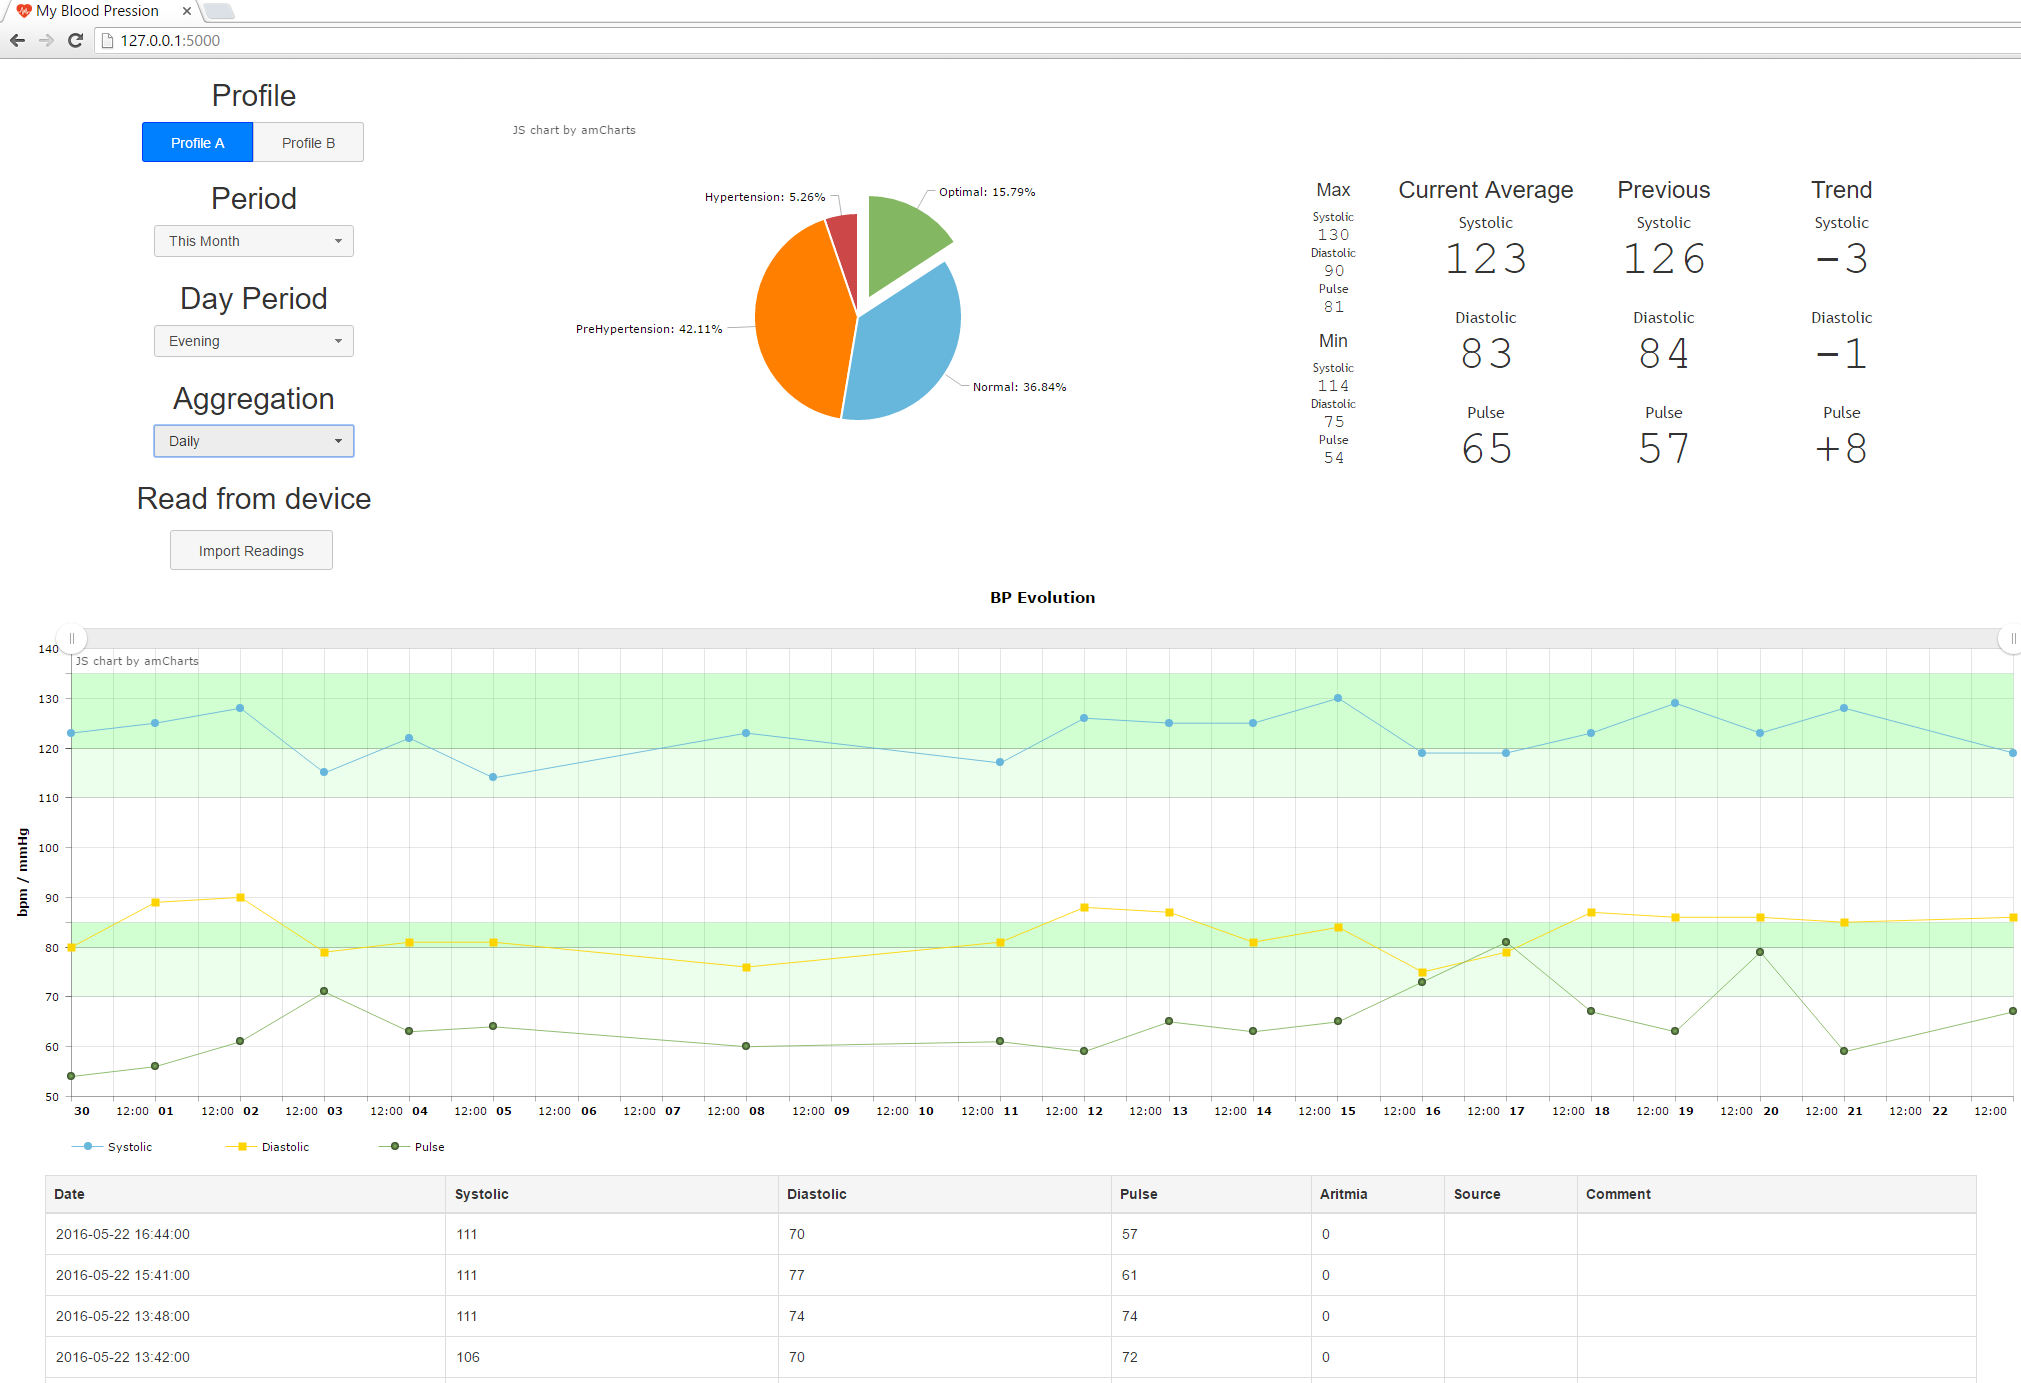 My Blood Pression
127.0.0.1:5000
Profile
Profile A
Profile B
Period
This Month
Day Period
Evening
Aggregation
Daily
Read from device
Import Readings
JS chart by amCharts
Hypertension: 5.26%
Optimal: 15.79%
PreHypertension: 42.11%
Normal: 36.84%
Max
Systolic
130
Diastolic
90
Pulse
81
Min
Systolic
114
Diastolic
75
Pulse
54
Current Average
Systolic
123
Diastolic
83
Pulse
65
Previous
Systolic
126
Diastolic
84
Pulse
57
Trend
Systolic
-3
Diastolic
-1
Pulse
+8
BP Evolution
JS chart by amCharts
bpm / mmHg
140
130
120
110
100
90
80
70
60
50
30 12:00 01 12:00 02 12:00 03 12:00 04 12:00 05 12:00 06 12:00 07 12:00 08 12:00 09 12:00 10 12:00 11 12:00 12 12:00 13 12:00 14 12:00 15 12:00 16 12:00 17 12:00 18 12:00 19 12:00 20 12:00 21 12:00 22 12:00
Systolic Diastolic Pulse
Date Systolic Diastolic Pulse Aritmia Source Comment
2016-05-22 16:44:00 111 70 57 0
2016-05-22 15:41:00 111 77 61 0
2016-05-22 13:48:00 111 74 74 0
2016-05-22 13:42:00 106 70 72 0